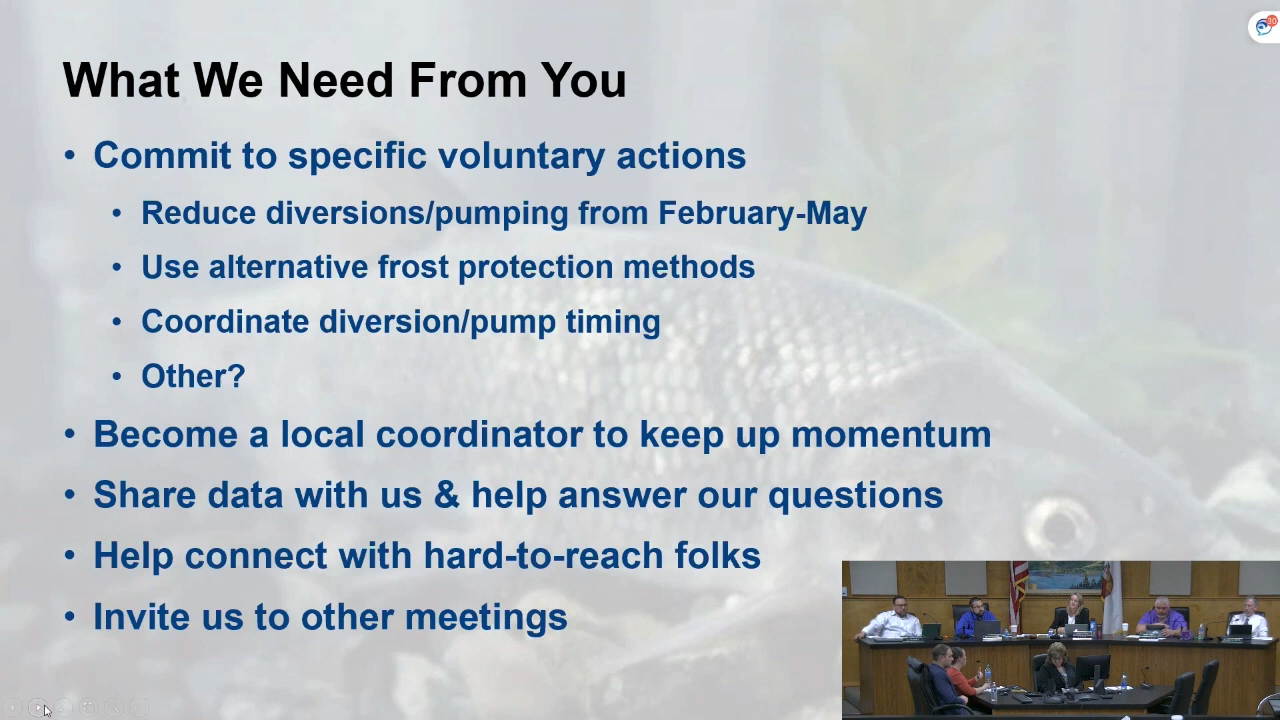 What We Need From You
• Commit to specific voluntary actions
• Reduce diversions/pumping from February-May
• Use alternative frost protection methods
• Coordinate diversion/pump timing
• Other?
• Become a local coordinator to keep up momentum
• Share data with us & help answer our questions
• Help connect with hard-to-reach folks
• Invite us to other meetings